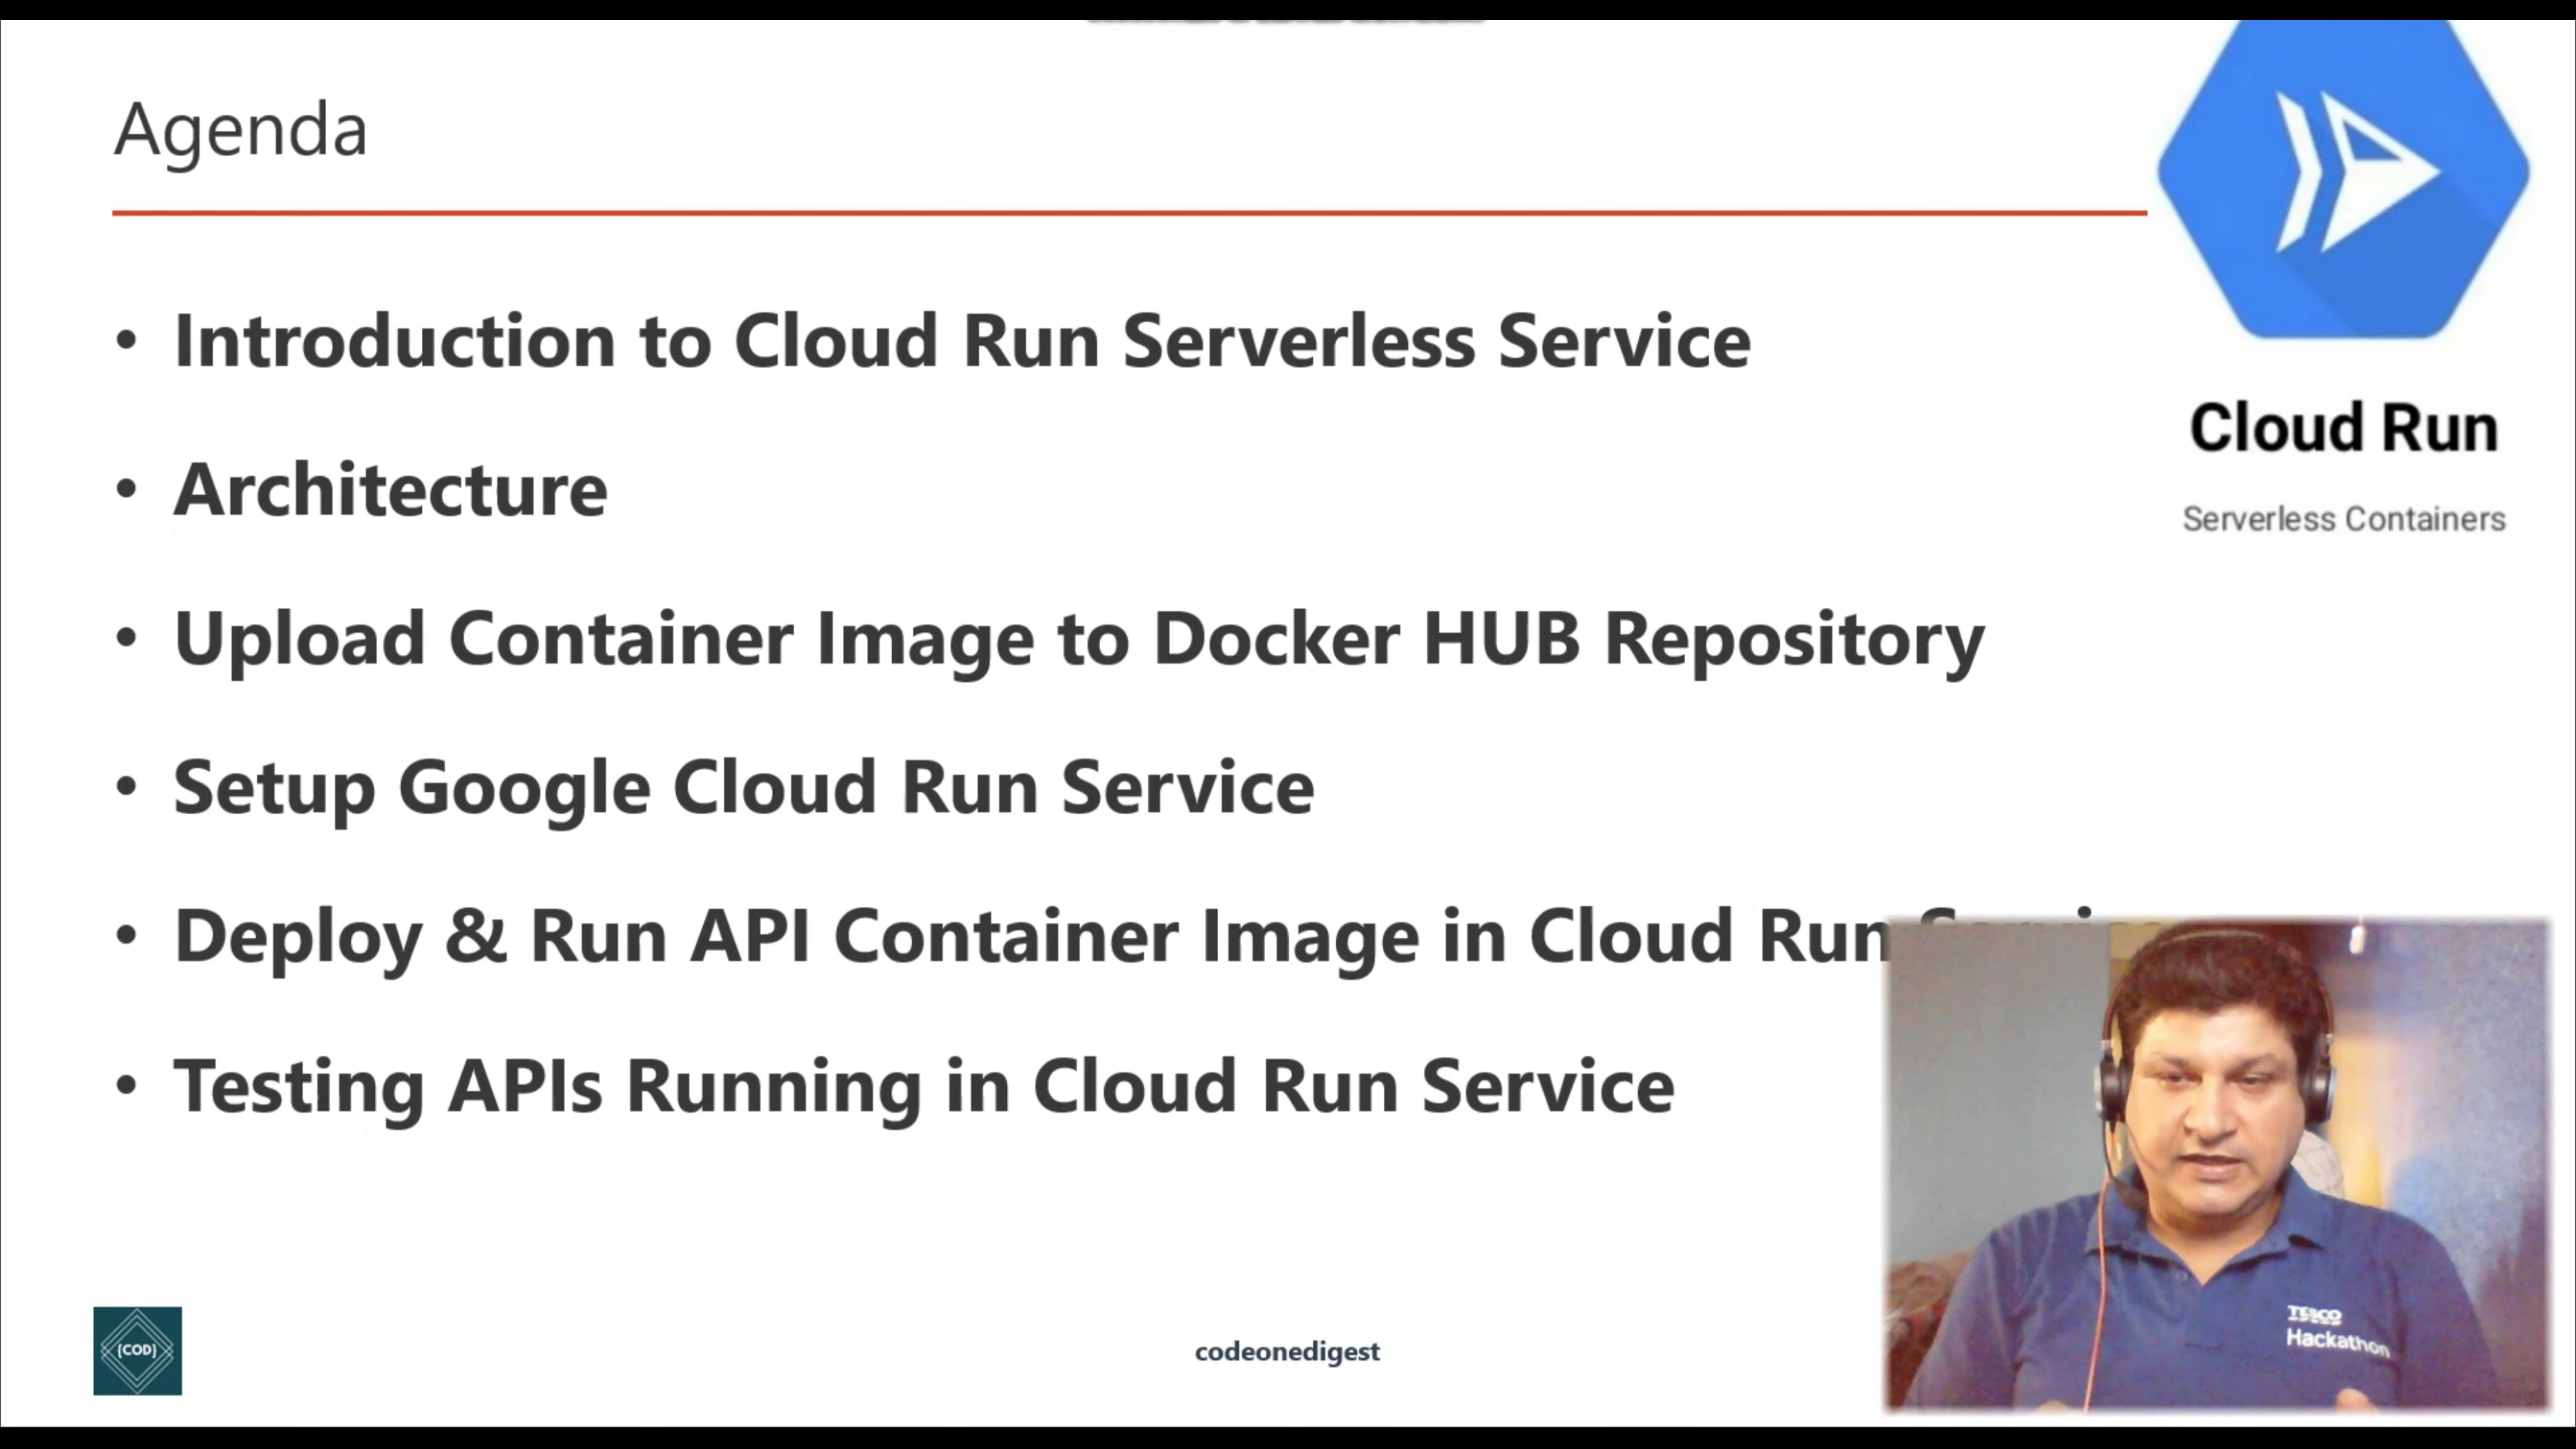 Agenda
• Introduction to Cloud Run Serverless Service
• Architecture
• Upload Container Image to Docker HUB Repository
• Setup Google Cloud Run Service
• Deploy & Run API Container Image in Cloud Run
• Testing APIs Running in Cloud Run Service
Cloud Run
Serverless Containers
{COD}
codeonedigest
TESCO
Hackathon